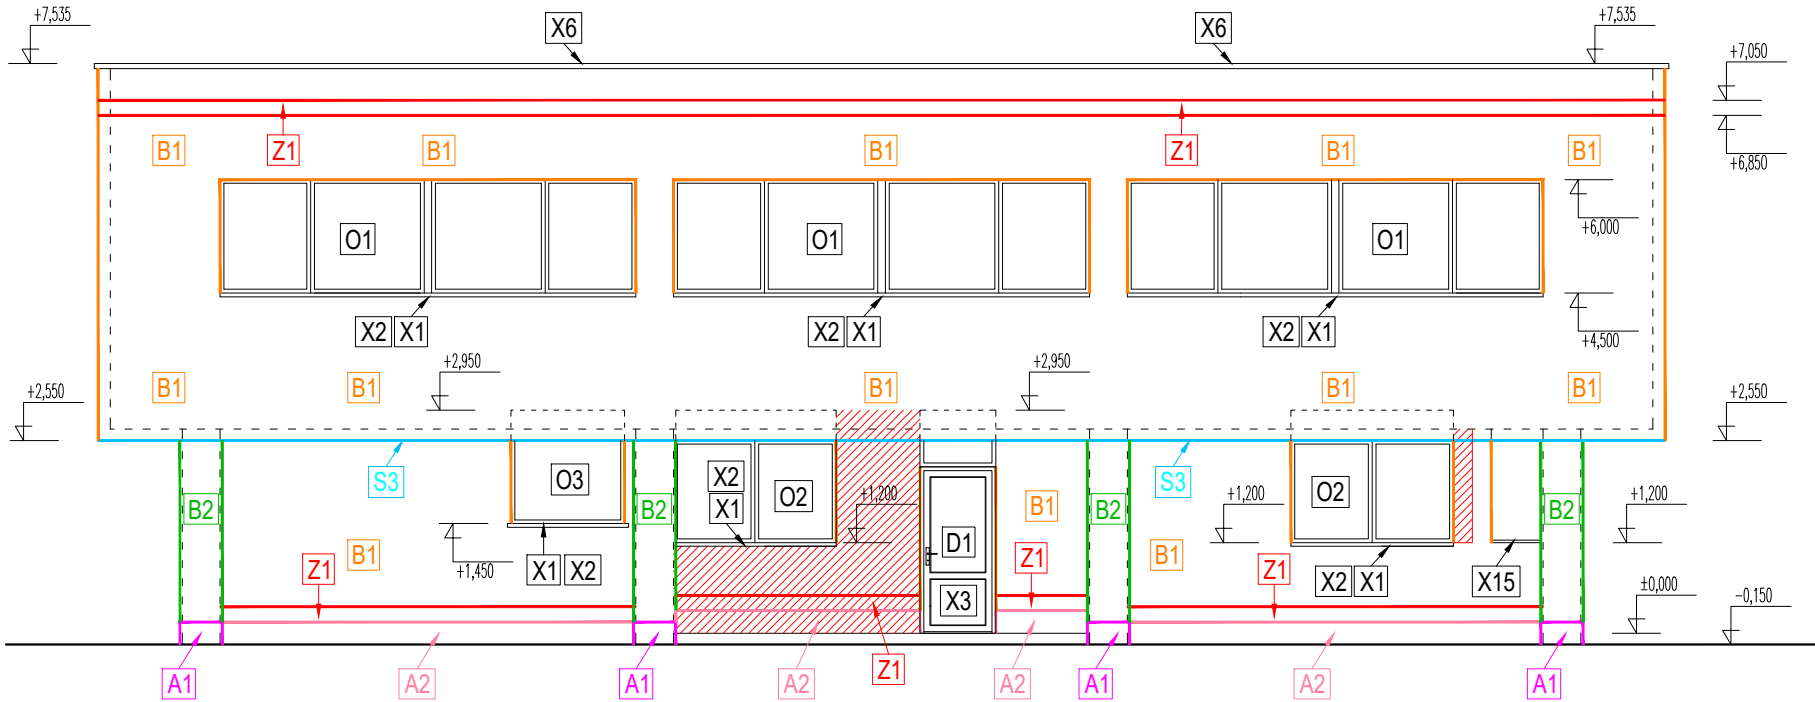 +7,535 X6 X6 +7,535
+7,050
B1 Z1 B1 B1 Z1 B1 B1
+6,850
+6,000
O1 O1 O1
X2 X1 X2 X1 X2 X1
+4,500
+2,950 +2,950
+2,550 B1 B1 B1 B1 B1 +2,550
S3 O3 X2 O2 S3 O2
B2 B2 X1 +1,200 B1 B2 +1,200 B2 +1,200
D1
B1 +1,450 X1 X2 Z1 B1 X2 X1 X15
Z1 X3 Z1 ±0,000 -0,150
A1 A2 A1 A2 Z1 A2 A1 A2 A1